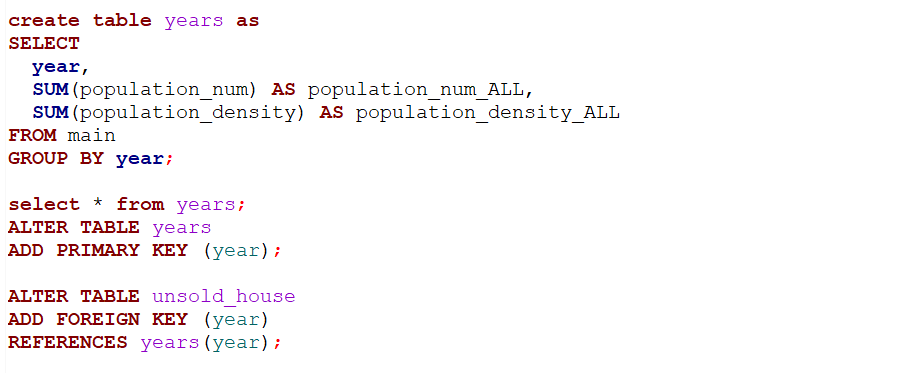 create table years as
SELECT
  year,
  SUM(population_num) AS population_num_ALL,
  SUM(population_density) AS population_density_ALL
FROM main
GROUP BY year;

select * from years;
ALTER TABLE years
ADD PRIMARY KEY (year);

ALTER TABLE unsold_house
ADD FOREIGN KEY (year)
REFERENCES years(year);